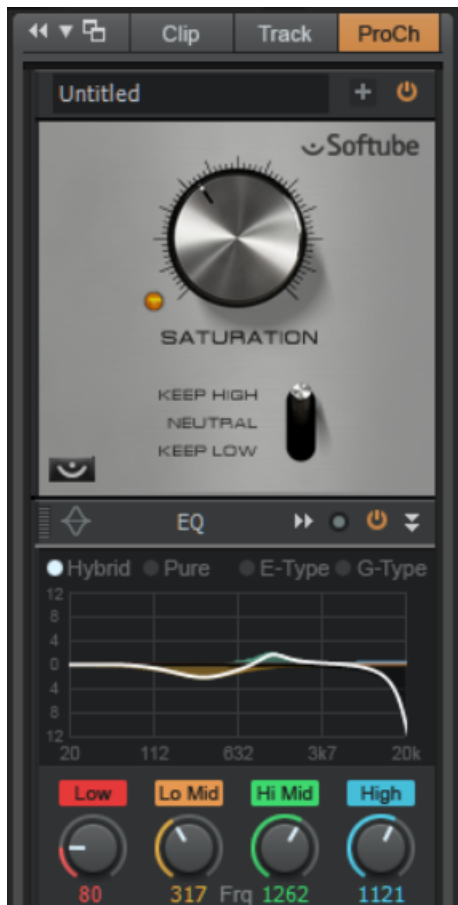 Clip Track ProCh
Untitled
Softube
SATURATION
KEEP HIGH
NEUTRAL
KEEP LOW
EQ
Hybrid Pure E-Type G-Type
12
8
4
0
4
8
12
20 112 632 3k7 20k
Low Lo Mid Hi Mid High
80 317 Frq 1262 1121